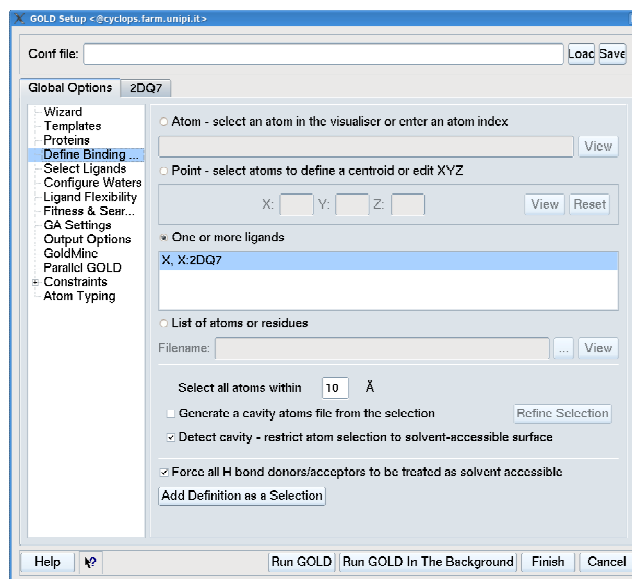 GOLD Setup <@cyclops.farm.unipi.it>
Conf file:
Load Save
Global Options 2DQ7
Wizard
Templates
Proteins
Define Binding ...
Select Ligands
Configure Waters
Ligand Flexibility
Fitness & Sear...
GA Settings
Output Options
GoldMine
Parallel GOLD
Constraints
Atom Typing
Atom - select an atom in the visualiser or enter an atom index
View
Point - select atoms to define a centroid or edit XYZ
X: Y: Z: View Reset
One or more ligands
X, X:2DQ7
List of atoms or residues
Filename: ... View
Select all atoms within 10 Å
Generate a cavity atoms file from the selection Refine Selection
Detect cavity - restrict atom selection to solvent-accessible surface
Force all H bond donors/acceptors to be treated as solvent accessible
Add Definition as a Selection
Help ? Run GOLD Run GOLD In The Background Finish Cancel